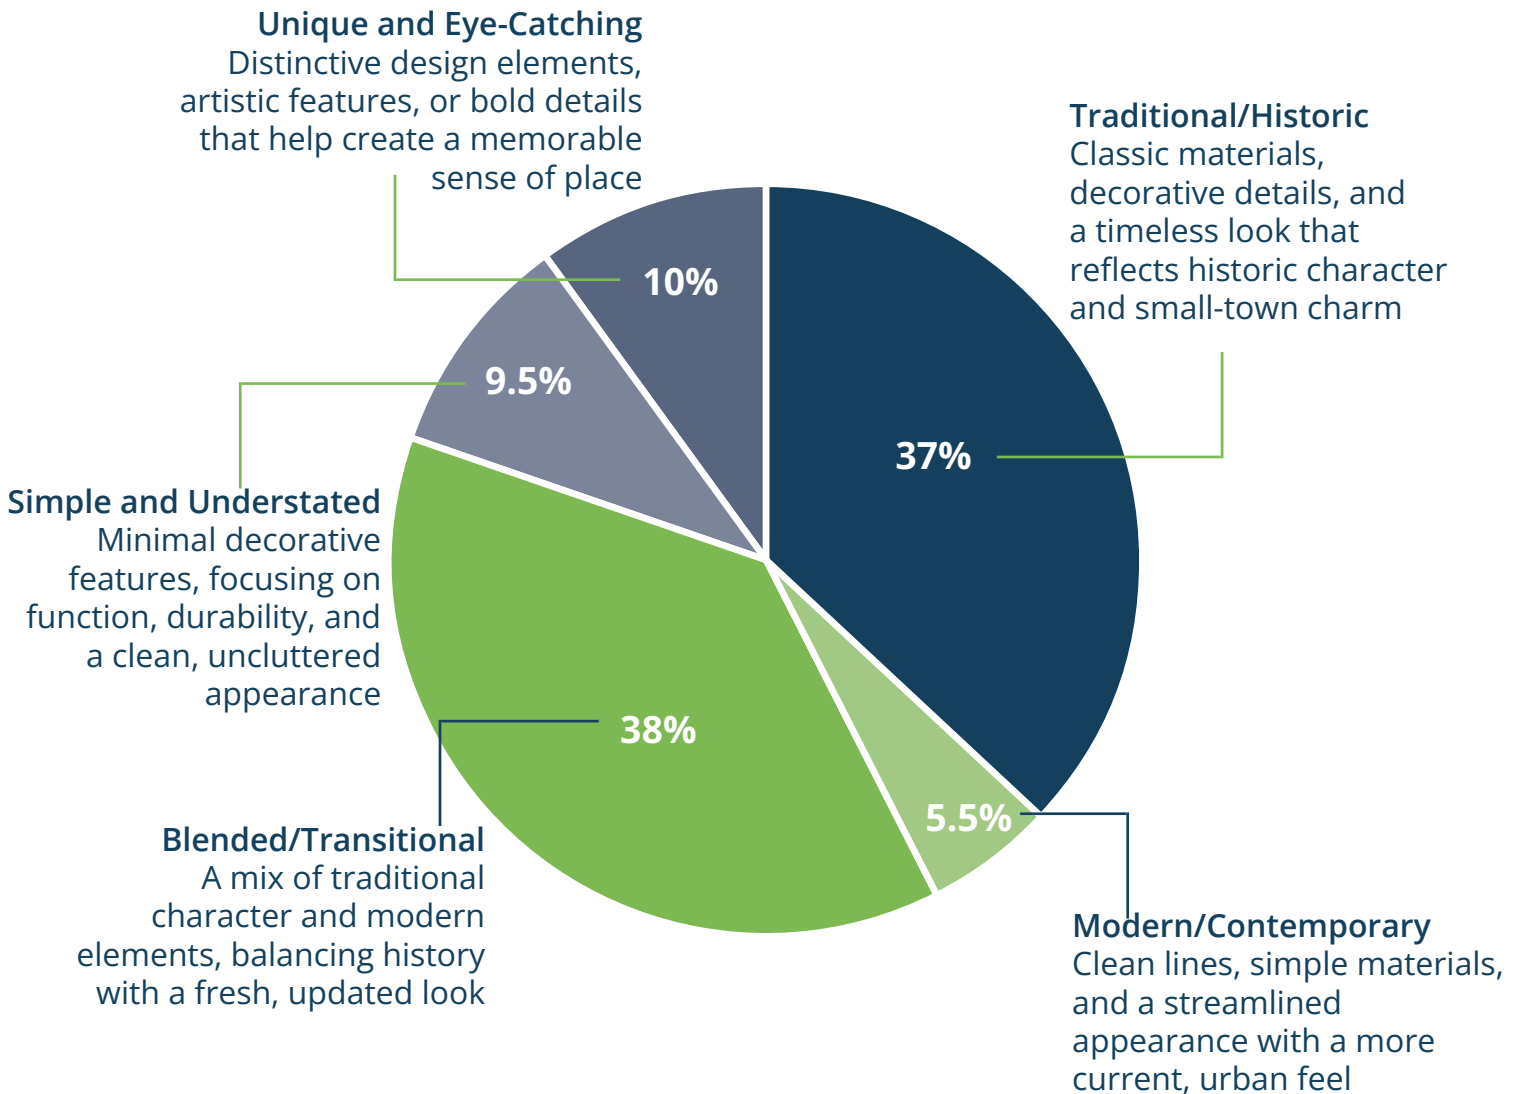 Unique and Eye-Catching
Distinctive design elements,
artistic features, or bold details
that help create a memorable
sense of place
Traditional/Historic
Classic materials,
decorative details, and
a timeless look that
reflects historic character
and small-town charm
10%
9.5%
37%
Simple and Understated
Minimal decorative
features, focusing on
function, durability, and
a clean, uncluttered
appearance
38%
5.5%
Blended/Transitional
A mix of traditional
character and modern
elements, balancing history
with a fresh, updated look
Modern/Contemporary
Clean lines, simple materials,
and a streamlined
appearance with a more
current, urban feel